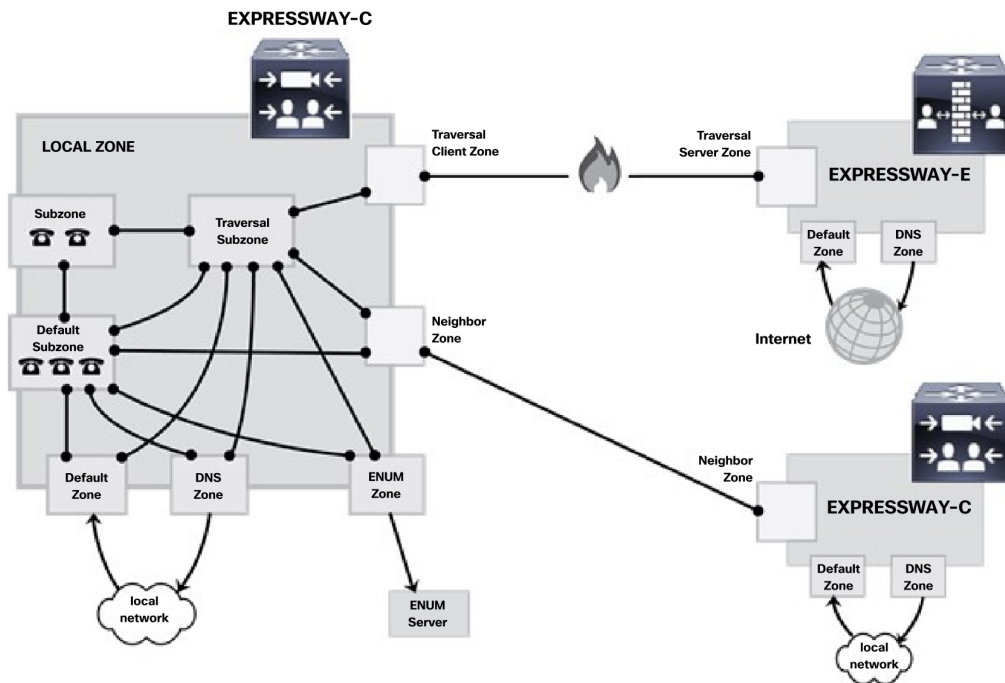 EXPRESSWAY-C
LOCAL ZONE
Traversal
Client Zone
Traversal
Server Zone
EXPRESSWAY-E
Subzone
Traversal
Subzone
Default
Zone
DNS
Zone
Internet
Default
Subzone
Neighbor
Zone
Default
Zone
DNS
Zone
ENUM
Zone
Neighbor
Zone
EXPRESSWAY-C
Default
Zone
DNS
Zone
local
network
ENUM
Server
local
network